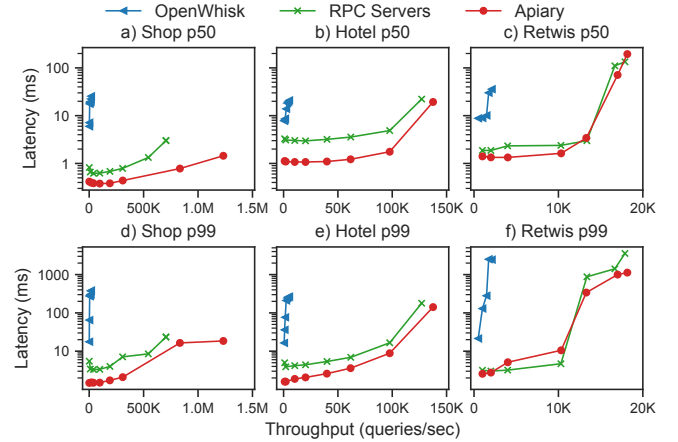 OpenWhisk RPC Servers Apiary
a) Shop p50 b) Hotel p50 c) Retwis p50
Latency (ms)
100
10
1
0 500K 1.0M 1.5M
0 50K 100K 150K
0 10K 20K
d) Shop p99 e) Hotel p99 f) Retwis p99
Latency (ms)
1000
100
10
0 500K 1.0M 1.5M
0 50K 100K 150K
0 10K 20K
Throughput (queries/sec)